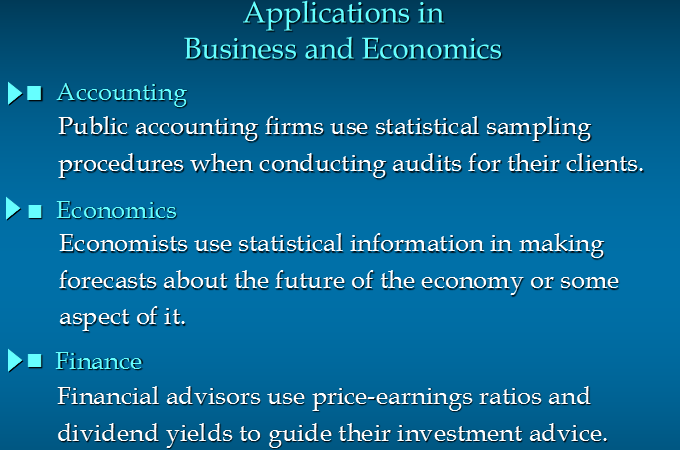 Applications in
Business and Economics
Accounting
Public accounting firms use statistical sampling
procedures when conducting audits for their clients.
Economics
Economists use statistical information in making
forecasts about the future of the economy or some
aspect of it.
Finance
Financial advisors use price-earnings ratios and
dividend yields to guide their investment advice.